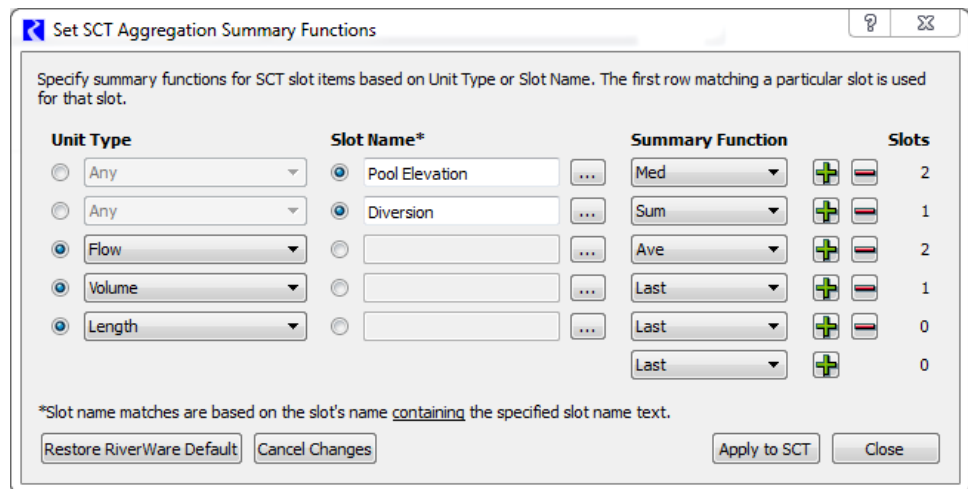 Set SCT Aggregation Summary Functions
?
Specify summary functions for SCT slot items based on Unit Type or Slot Name. The first row matching a particular slot is used
for that slot.
Unit Type Slot Name* Summary Function Slots
Any Pool Elevation ... Med 2
Any Diversion ... Sum 1
Flow ... Ave 2
Volume ... Last 1
Length ... Last 0
Last 0
*Slot name matches are based on the slot's name containing the specified slot name text.
Restore RiverWare Default Cancel Changes Apply to SCT Close